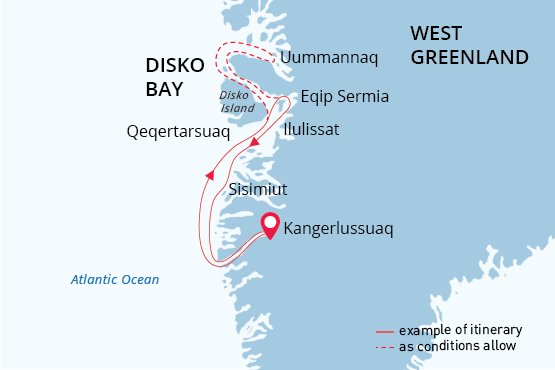 WEST
GREENLAND
DISKO
BAY
Uummannaq
Disko
Island
Eqip Sermia
Qeqertarsuaq
Ilulissat
Sisimiut
Kangerlussuaq
Atlantic Ocean
example of itinerary
as conditions allow